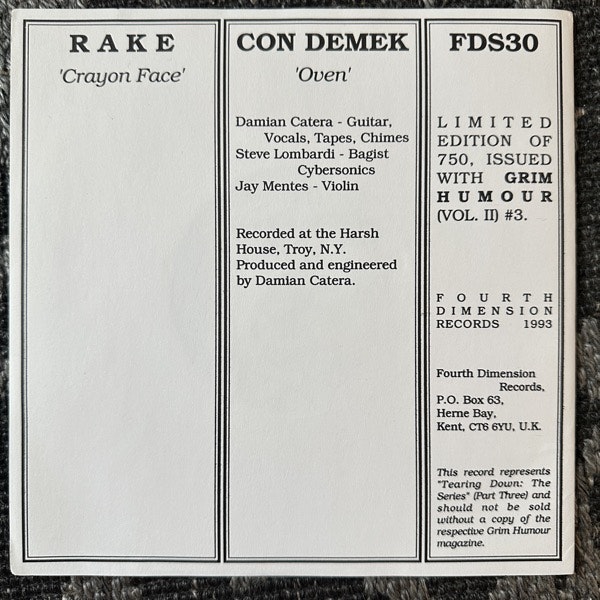 RAKE
'Crayon Face'
CON DEMEK
'Oven'
Damian Catera - Guitar,
Vocals, Tapes, Chimes
Steve Lombardi - Bagist
Cybersonics
Jay Mentes - Violin
Recorded at the Harsh
House, Troy, N.Y.
Produced and engineered
by Damian Catera.
FDS30
LIMITED
EDITION OF
750, ISSUED
WITH GRIM
HUMOUR
(VOL. II) #3.
FOURTH
DIMENSION
RECORDS 1993
Fourth Dimension
Records,
P.O. Box 63,
Herne Bay,
Kent, CT6 6YU, U.K.
This record represents
"Tearing Down: The
Series" (Part Three) and
should not be sold
without a copy of the
respective Grim Humour
magazine.